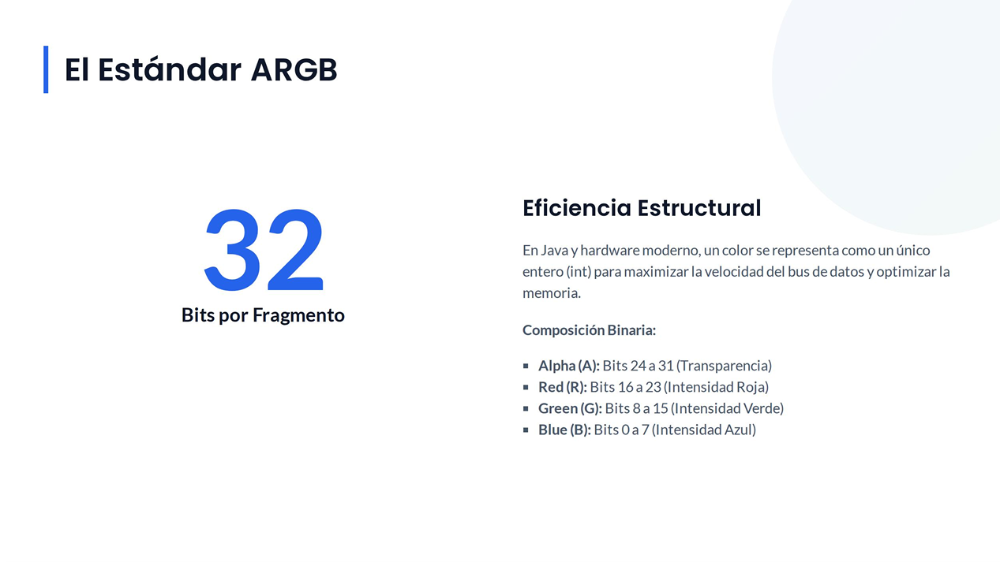 El Estándar ARGB
32
Bits por Fragmento
Eficiencia Estructural
En Java y hardware moderno, un color se representa como un único
entero (int) para maximizar la velocidad del bus de datos y optimizar la
memoria.
Composición Binaria:
▪ Alpha (A): Bits 24 a 31 (Transparencia)
▪ Red (R): Bits 16 a 23 (Intensidad Roja)
▪ Green (G): Bits 8 a 15 (Intensidad Verde)
▪ Blue (B): Bits 0 a 7 (Intensidad Azul)